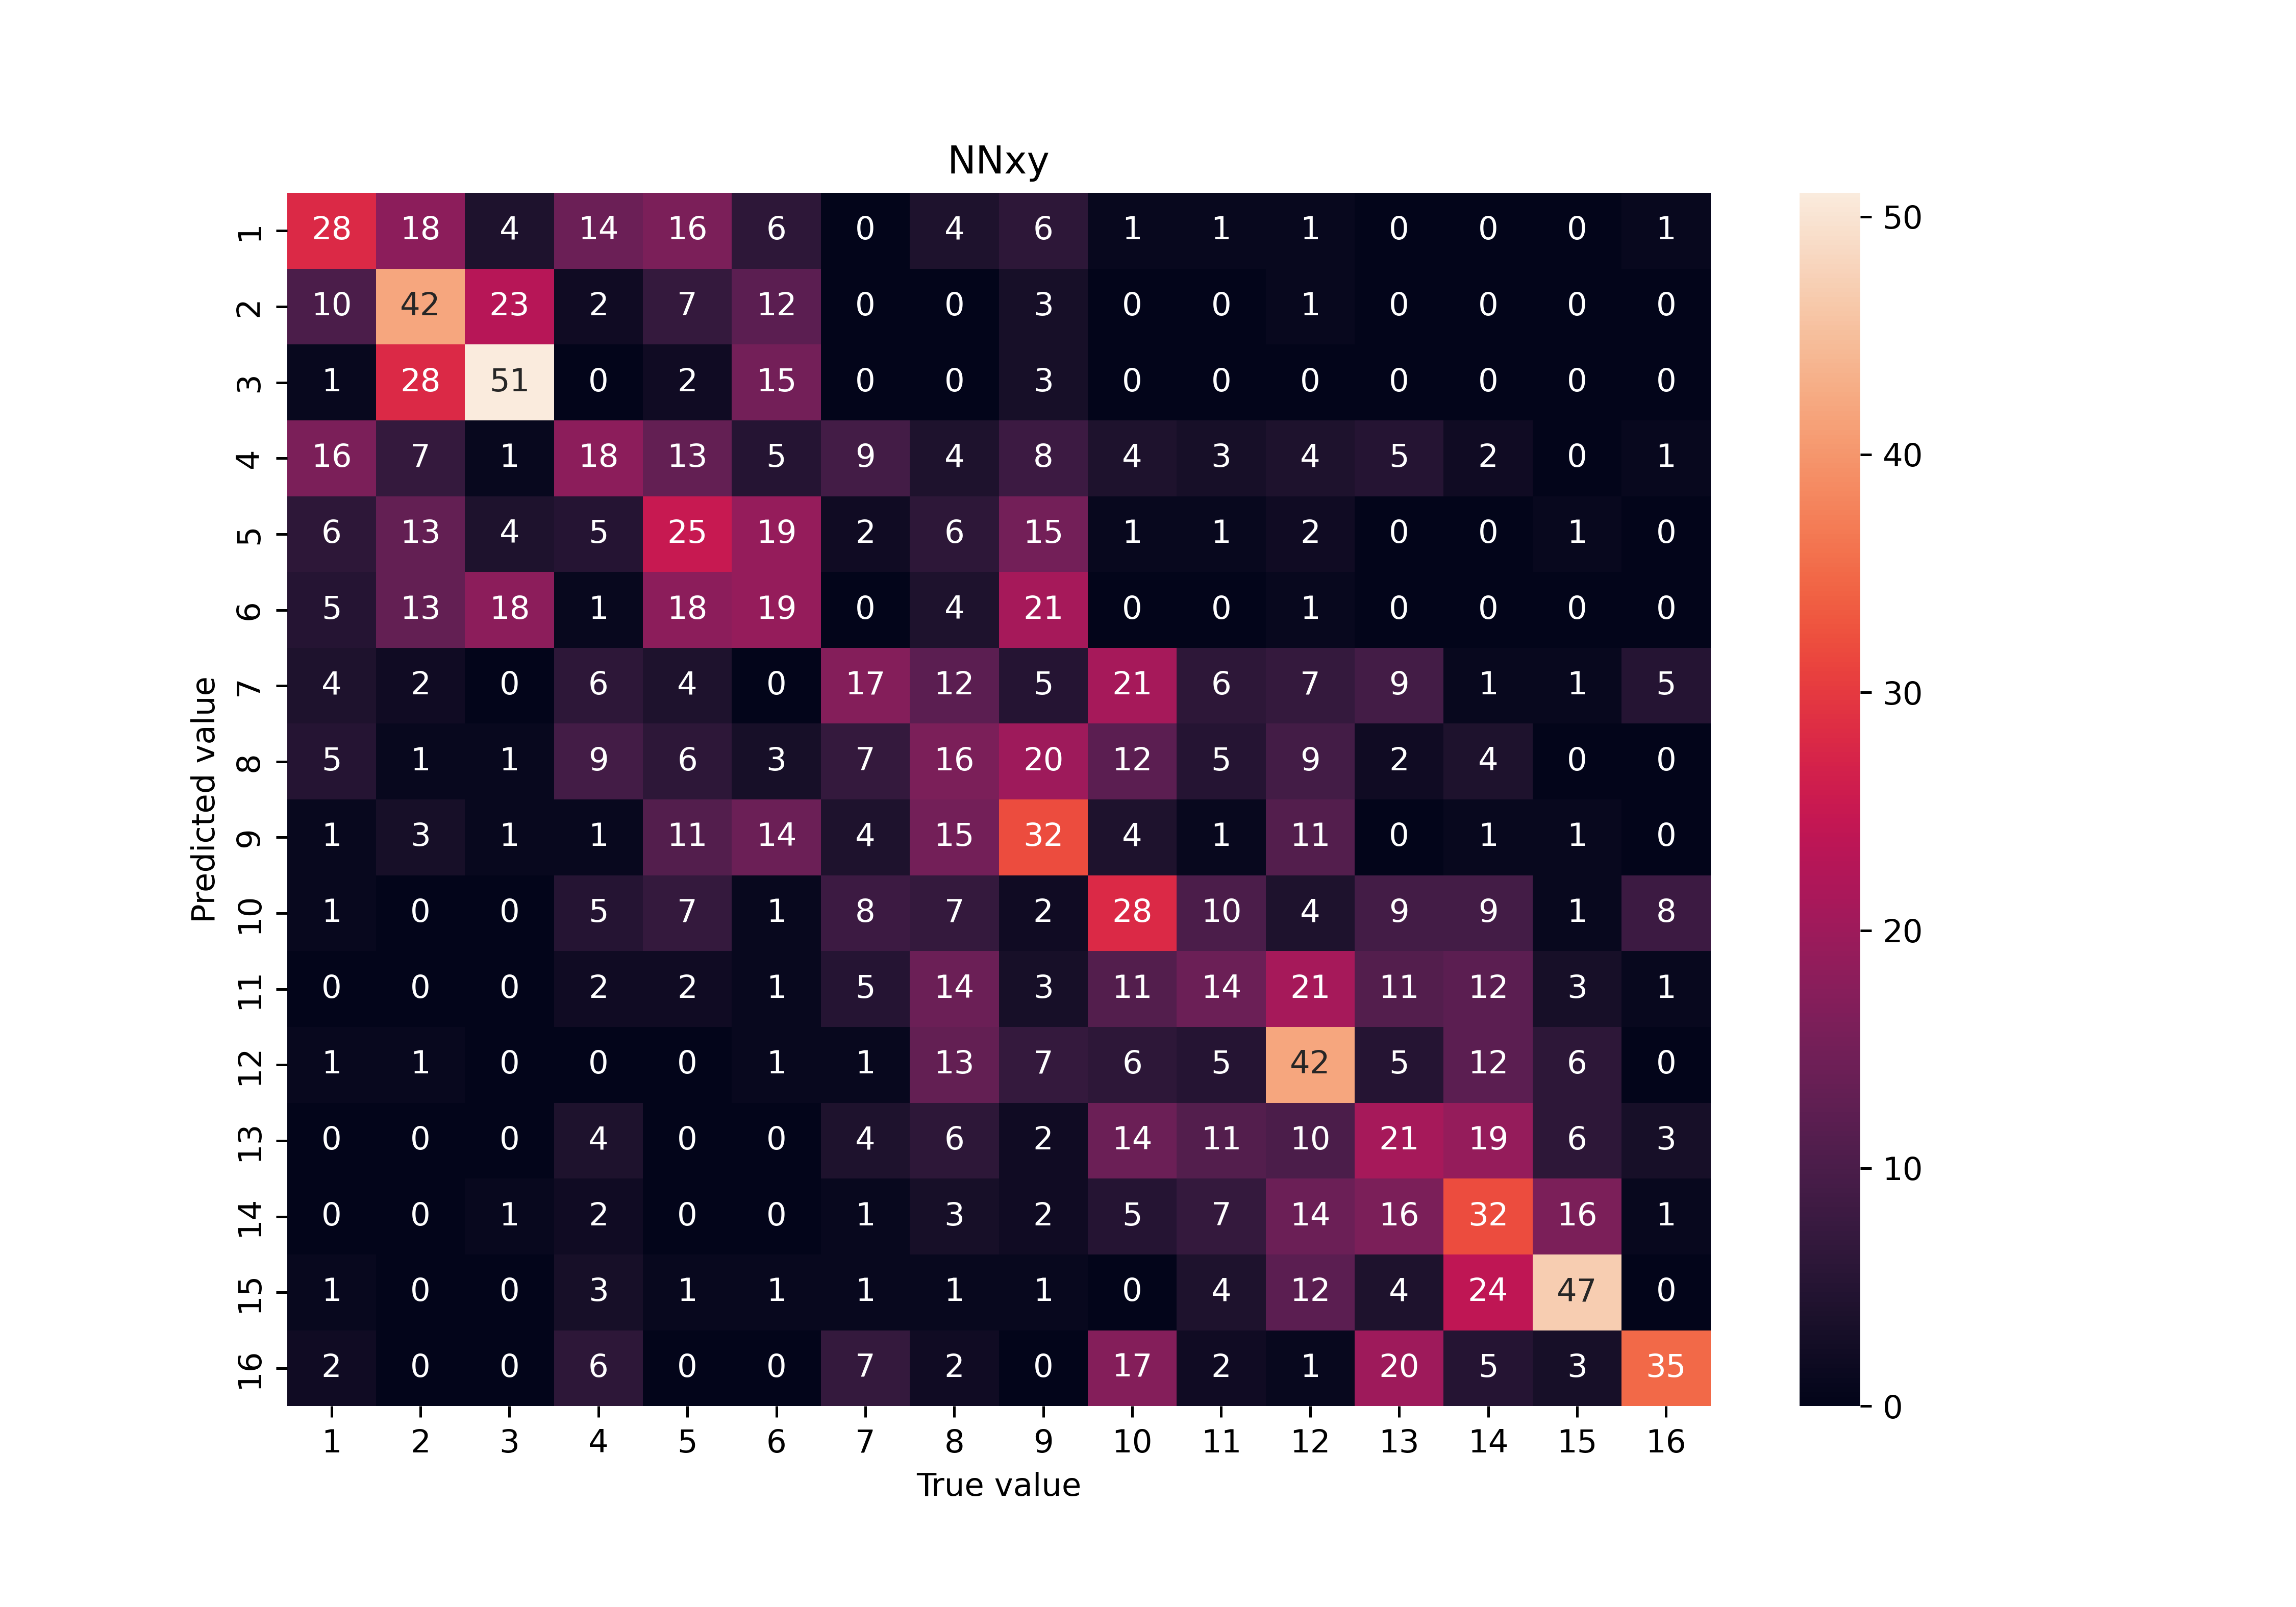 NNxy
1 28 18 4 14 16 6 0 4 6 1 1 1 0 0 0 1
2 10 42 23 2 7 12 0 0 3 0 0 1 0 0 0 0
3 1 28 51 0 2 15 0 0 3 0 0 0 0 0 0 0
4 16 7 1 18 13 5 9 4 8 4 3 4 5 2 0 1
5 6 13 4 5 25 19 2 6 15 1 1 2 0 0 1 0
6 5 13 18 1 18 19 0 4 21 0 0 1 0 0 0 0
7 4 2 0 6 4 0 17 12 5 21 6 7 9 1 1 5
8 5 1 1 9 6 3 7 16 20 12 5 9 2 4 0 0
9 1 3 1 1 11 14 4 15 32 4 1 11 0 1 1 0
10 1 0 0 5 7 1 8 7 2 28 10 4 9 9 1 8
11 0 0 0 2 2 1 5 14 3 11 14 21 11 12 3 1
12 1 1 0 0 0 1 1 13 7 6 5 42 5 12 6 0
13 0 0 0 4 0 0 4 6 2 14 11 10 21 19 6 3
14 0 0 1 2 0 0 1 3 2 5 7 14 16 32 16 1
15 1 0 0 3 1 1 1 1 1 0 4 12 4 24 47 0
16 2 0 0 6 0 0 7 2 0 17 2 1 20 5 3 35
1 2 3 4 5 6 7 8 9 10 11 12 13 14 15 16
True value
Predicted value
50
40
30
20
10
0